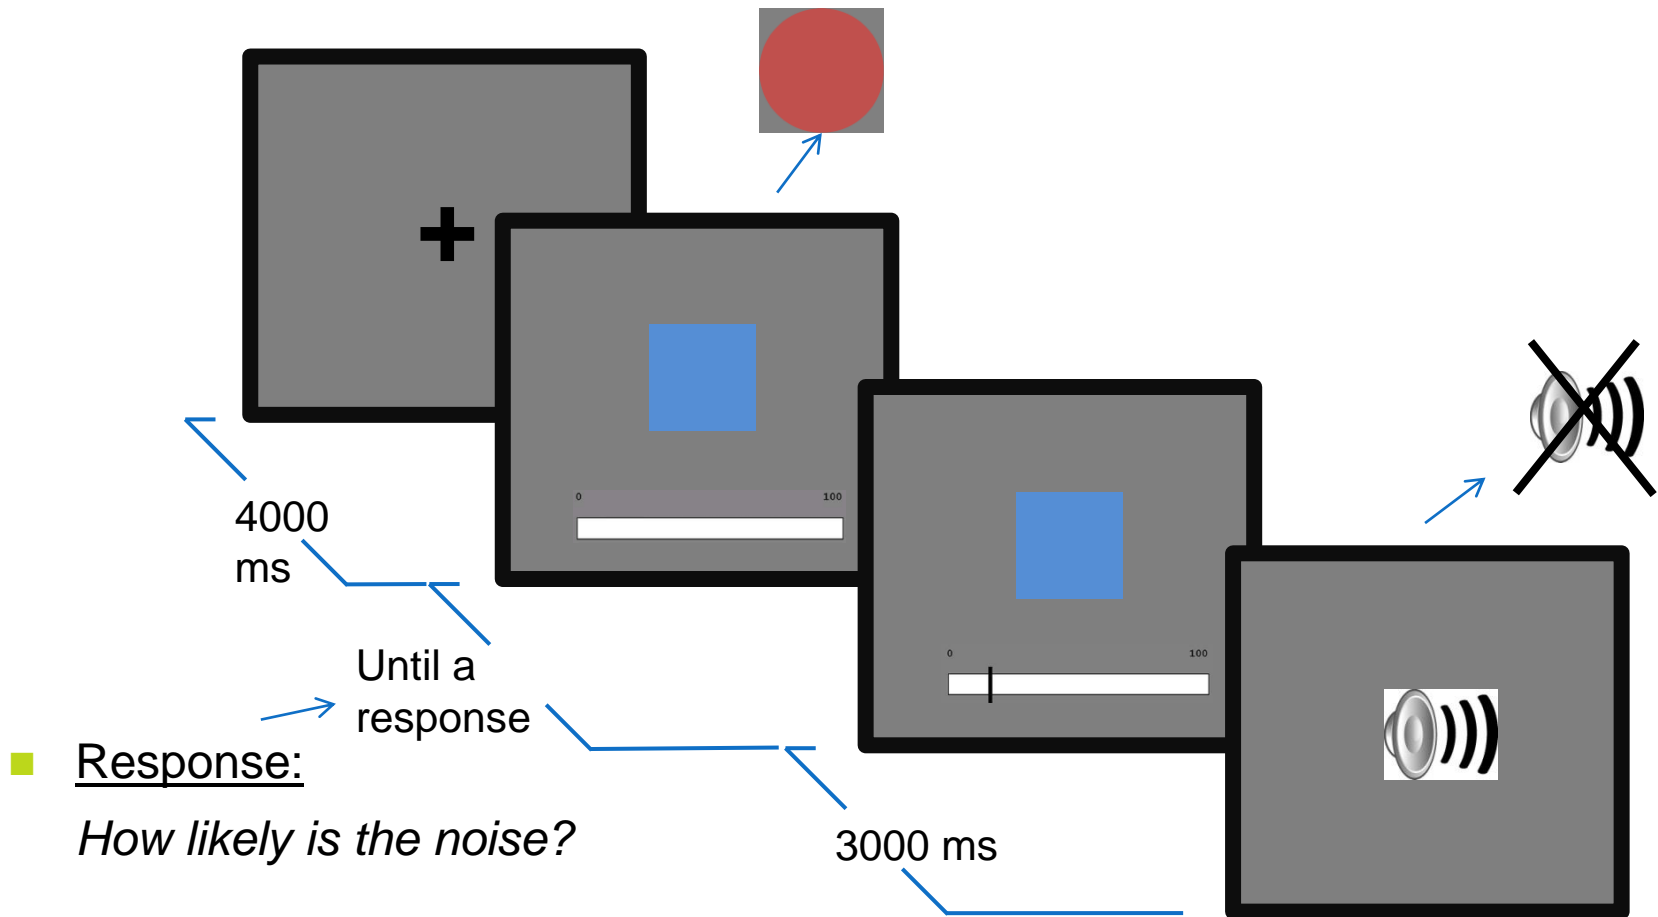 +
0 100
4000
ms
0 100
Until a
response
Response:
How likely is the noise?
3000 ms